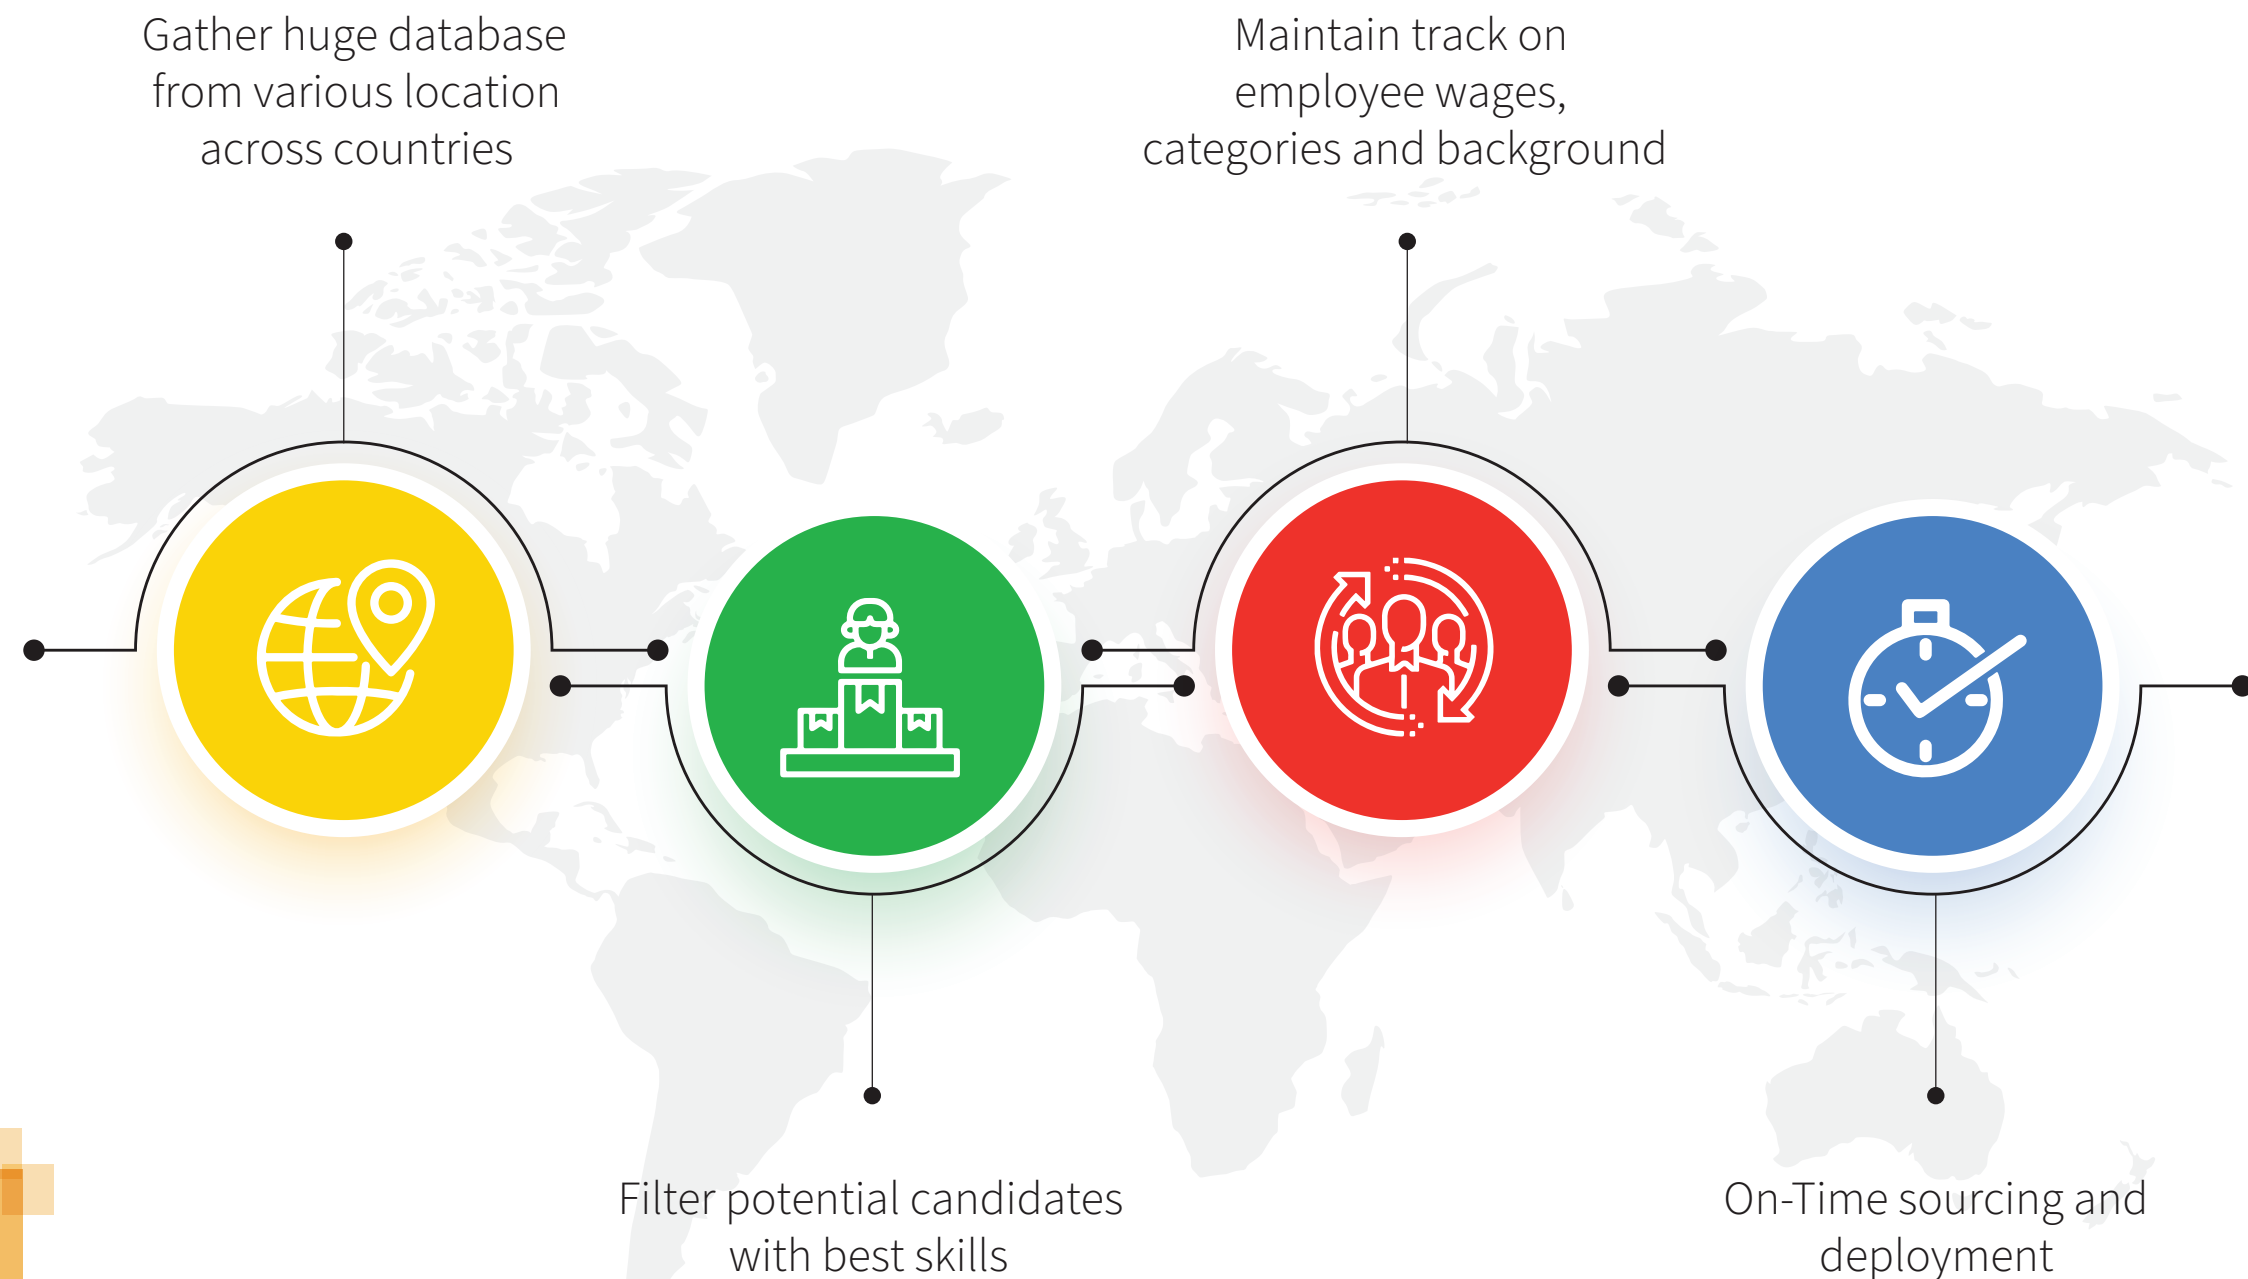 Gather huge database
from various location
across countries
Maintain track on
employee wages,
categories and background
Filter potential candidates
with best skills
On-Time sourcing and
deployment